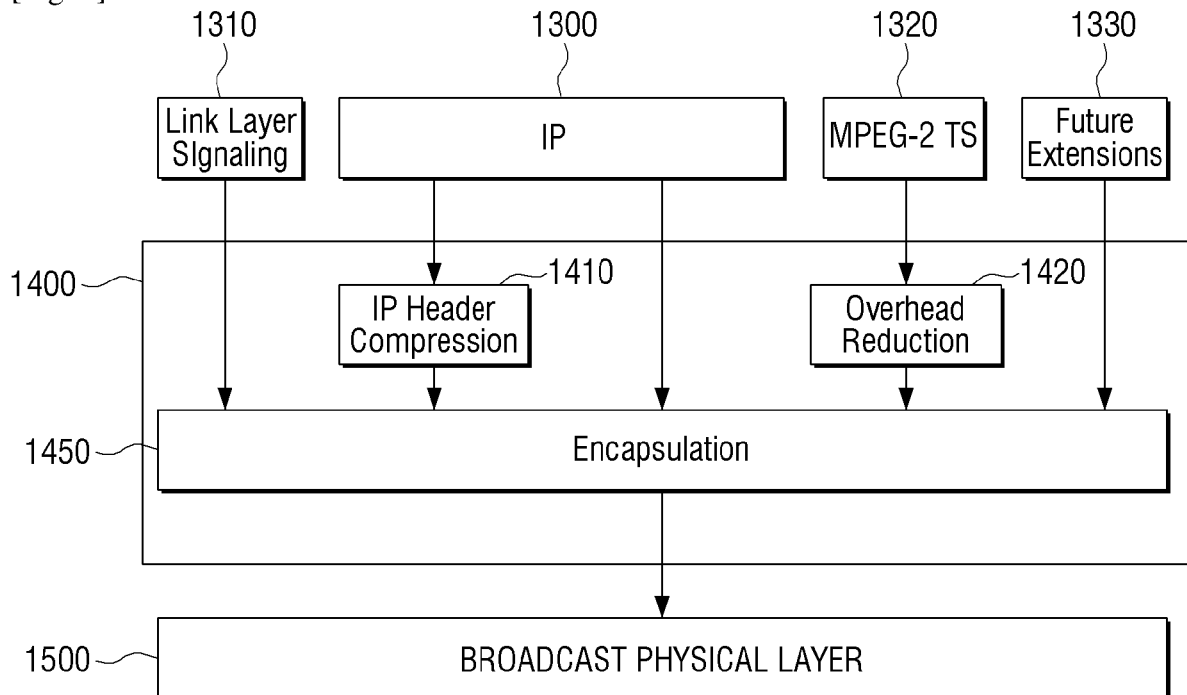 1310
1300
1320
1330
Link Layer
SIgnaling
IP
MPEG-2 TS
Future
Extensions
1400
1410
1420
IP Header
Compression
Overhead
Reduction
1450
Encapsulation
1500
BROADCAST PHYSICAL LAYER